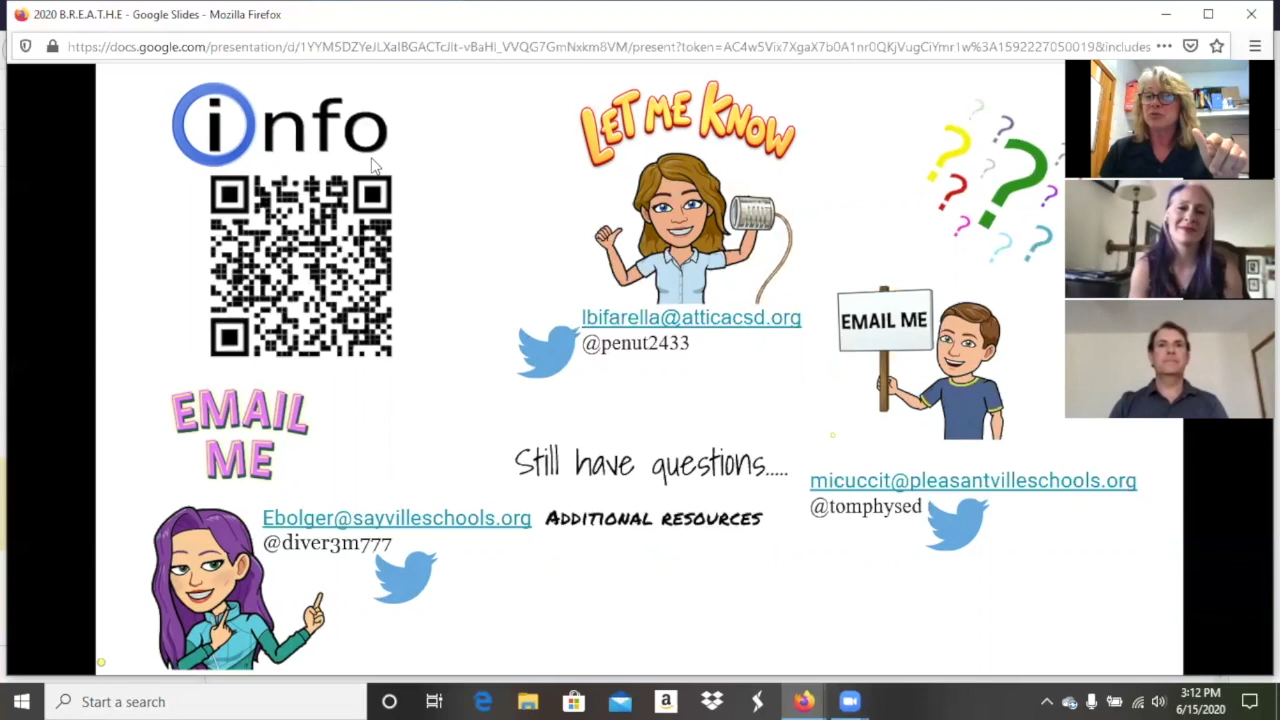 2020 B.R.E.A.T.H.E - Google Slides - Mozilla Firefox
info
LET ME KNOW
lbifarella@atticacsd.org
@penut2433
EMAIL ME
EMAIL
ME
Still have questions.....
micuccit@pleasantvilleschools.org
@tomphysed
Ebolger@sayvilleschools.org
@diver3m777
ADDITIONAL RESOURCES
Search a search
3:12 PM
6/15/2020